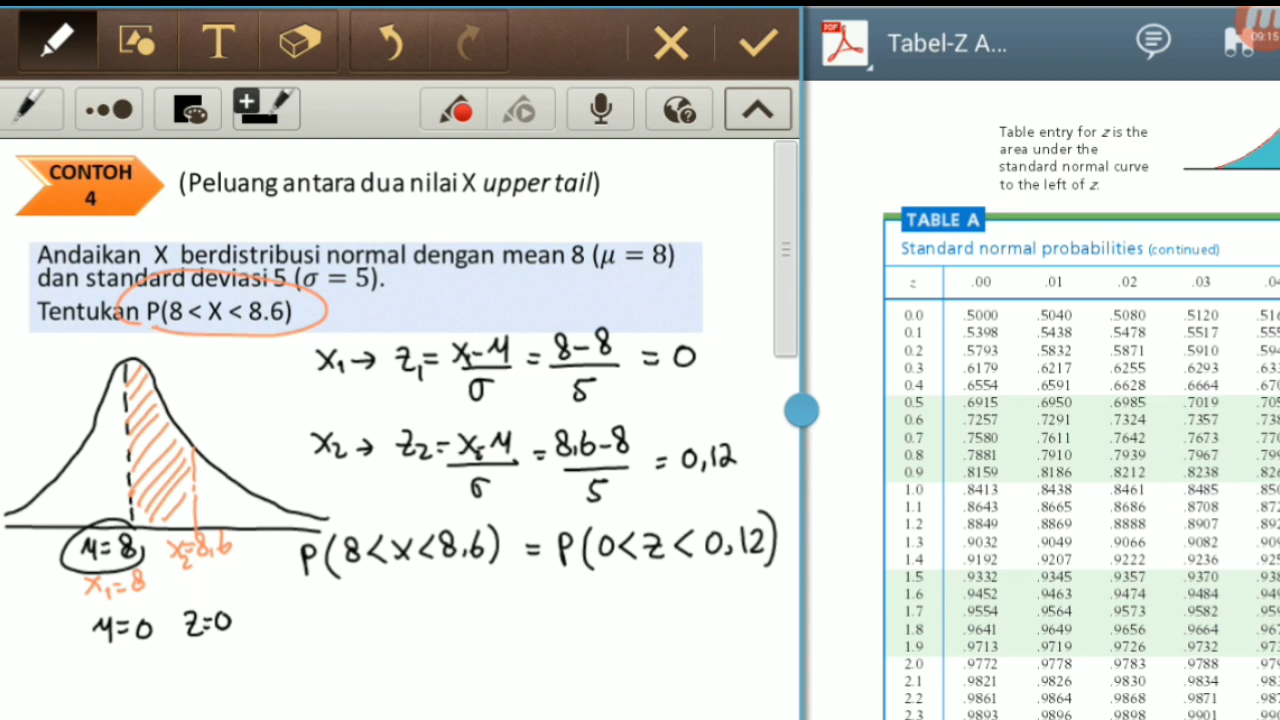 T
Tabel-Z A...
09:15
CONTOH
4
(Peluang antara dua nilai X upper tail)
Andaikan X berdistribusi normal dengan mean 8 (μ = 8)
dan standard deviasi 5 (σ = 5).
Tentukan P(8 < X < 8.6)
x₁ → z₁ = x₁-μ/σ = 8-8/5 = 0
x₂ → z₂ = x₂-μ/σ = 8,6-8/5 = 0,12
P(8<x<8,6) = P(0<z<0,12)
μ=8
x₂=8,6
x₁=8
μ=0 z=0
Table entry for z is the
area under the
standard normal curve
to the left of z.
TABLE A
Standard normal probabilities (continued)
z .00 .01 .02 .03
0.0 .5000 .5040 .5080 .5120
0.1 .5398 .5438 .5478 .5517
0.2 .5793 .5832 .5871 .5910
0.3 .6179 .6217 .6255 .6293
0.4 .6554 .6591 .6628 .6664
0.5 .6915 .6950 .6985 .7019
0.6 .7257 .7291 .7324 .7357
0.7 .7580 .7611 .7642 .7673
0.8 .7881 .7910 .7939 .7967
0.9 .8159 .8186 .8212 .8238
1.0 .8413 .8438 .8461 .8485
1.1 .8643 .8665 .8686 .8708
1.2 .8849 .8869 .8888 .8907
1.3 .9032 .9049 .9066 .9082
1.4 .9192 .9207 .9222 .9236
1.5 .9332 .9345 .9357 .9370
1.6 .9452 .9463 .9474 .9484
1.7 .9554 .9564 .9573 .9582
1.8 .9641 .9649 .9656 .9664
1.9 .9713 .9719 .9726 .9732
2.0 .9772 .9778 .9783 .9788
2.1 .9821 .9826 .9830 .9834
2.2 .9861 .9864 .9868 .9871
2.3 .9893 .9896 .9898 .9901